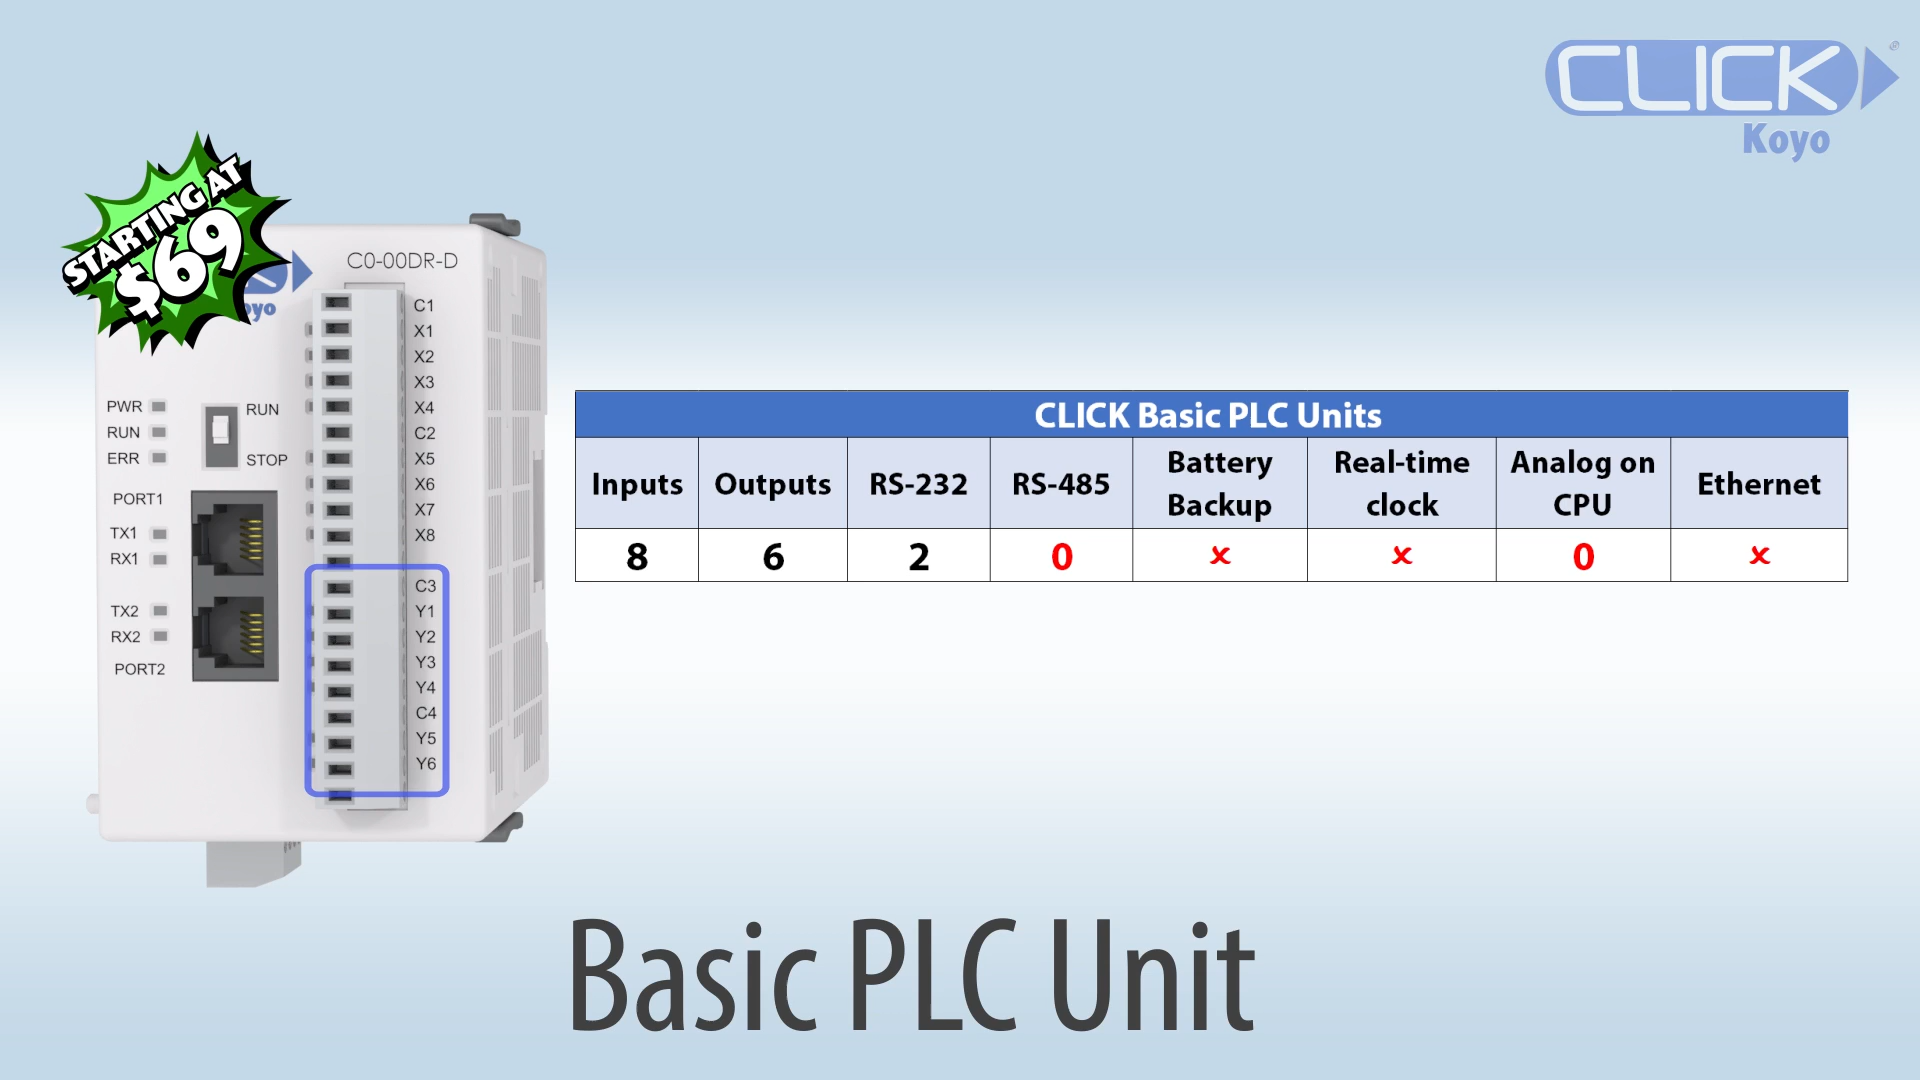 CLICK
®
Koyo
STARTING AT
$69
oyo
C0-00DR-D
C1
X1
X2
X3
X4
C2
X5
X6
X7
X8
C3
Y1
Y2
Y3
Y4
C4
Y5
Y6
PWR
RUN
ERR
RUN
STOP
PORT1
TX1
RX1
TX2
RX2
PORT2
CLICK Basic PLC Units
Inputs Outputs RS-232 RS-485 Battery Backup Real-time clock Analog on CPU Ethernet
8 6 2 0 × × 0 ×
Basic PLC Unit